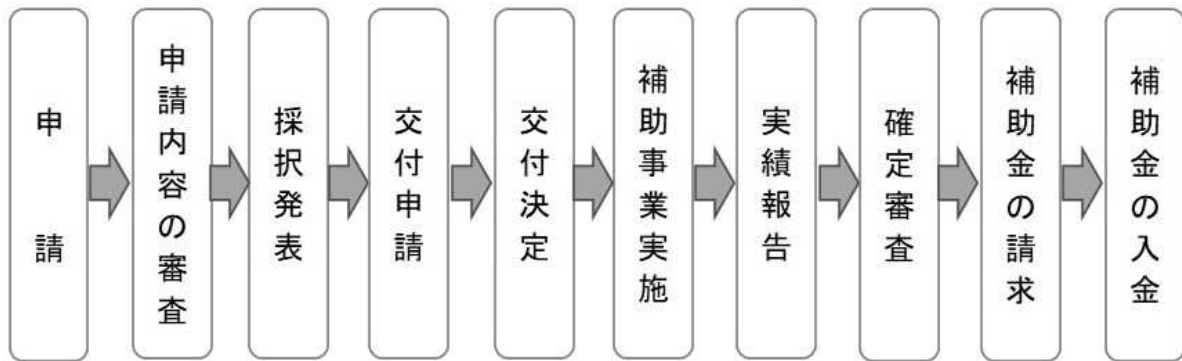 申請
申請内容の審査
採択発表
交付申請
交付決定
補助事業実施
実績報告
確定審査
補助金の請求
補助金の入金